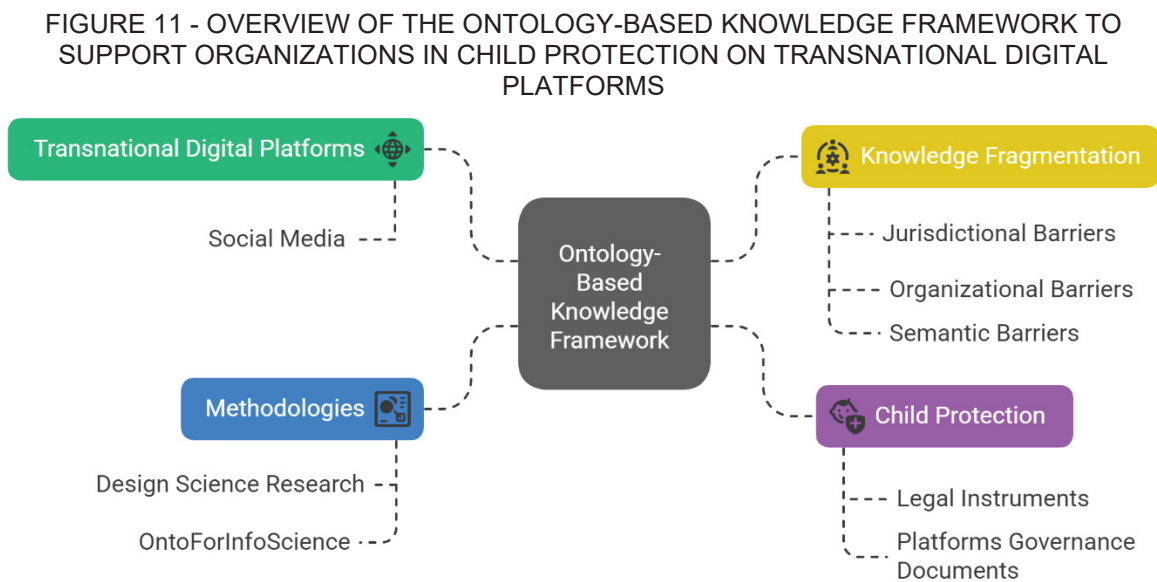 FIGURE 11 - OVERVIEW OF THE ONTOLOGY-BASED KNOWLEDGE FRAMEWORK TO
SUPPORT ORGANIZATIONS IN CHILD PROTECTION ON TRANSNATIONAL DIGITAL
PLATFORMS
Transnational Digital Platforms
Social Media
Methodologies
Design Science Research
OntoForInfoScience
Ontology-
Based
Knowledge
Framework
Knowledge Fragmentation
Jurisdictional Barriers
Organizational Barriers
Semantic Barriers
Child Protection
Legal Instruments
Platforms Governance
Documents